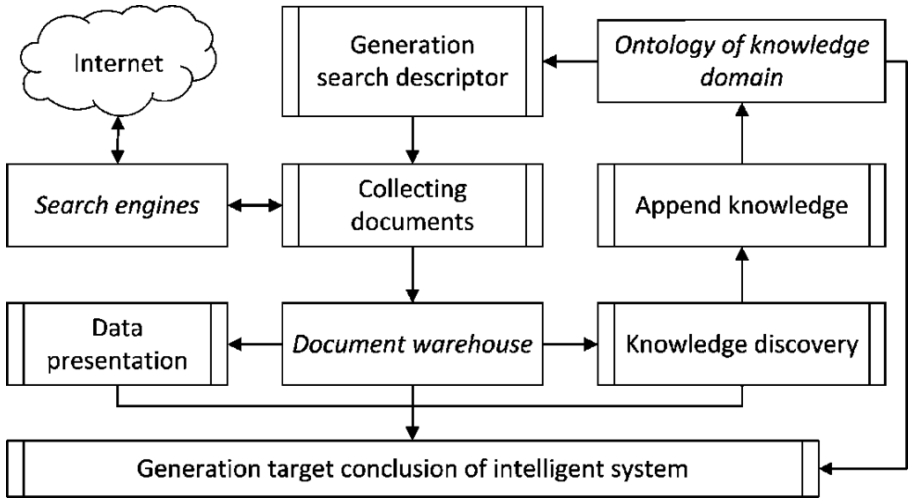 Internet
Generation
search descriptor
Ontology of knowledge
domain
Search engines
Collecting
documents
Append knowledge
Data
presentation
Document warehouse
Knowledge discovery
Generation target conclusion of intelligent system